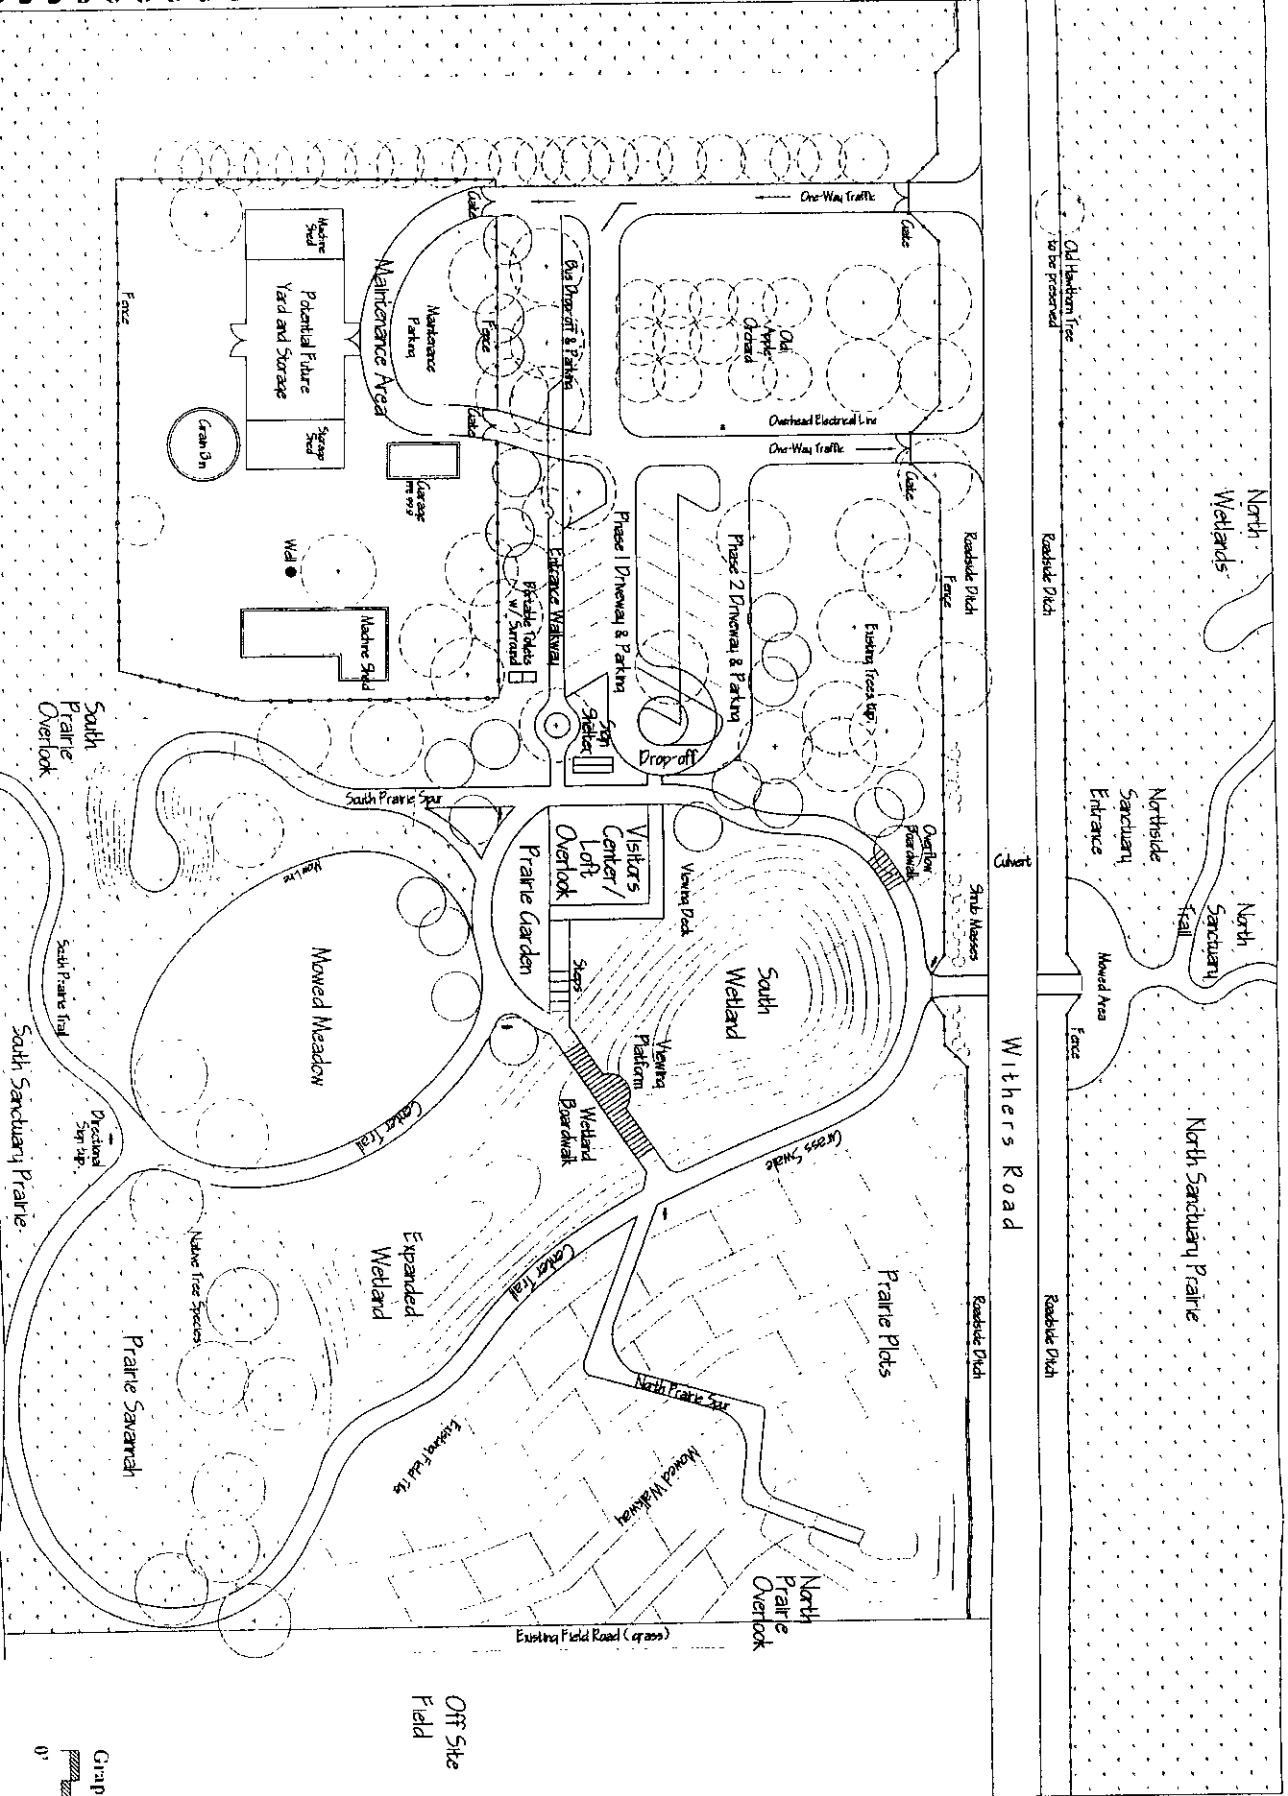 North
Wetlands
Old Hawthorn Tree
to be preserved
Roadside Ditch
Northside
Sanctuary
Entrance
North
Sanctuary
Trail
Mowed Area
Fence
North Sanctuary Prairie
Roadside Ditch
Culvert
Withers Road
Gate
One-Way Traffic
Overhead Electrical Line
One-Way Traffic
Gate
Roadside Ditch
Fence
Existing Trees typ.
Overflow
Boardwalk
Shrub Masses
Roadside Ditch
Old
Apple
Orchard
Phase 2 Driveway & Parking
Phase 1 Driveway & Parking
Drop-off
Sign
Shelter
Viewing Deck
South
Wetland
Viewing
Platform
Grass Swale
Prairie Plots
Bus Dropoff & Parking
Entrance Walkway
Portable Toilets
w/ Surround
Visitors
Center/
Loft
Overlook
Steps
Prairie Garden
Wetland
Boardwalk
Center Trail
North Prairie Spur
Mowed Walkway
North
Prairie
Overlook
Gate
Fence
Maintenance
Parking
Maintenance Area
Gate
Garage
South Prairie Spur
Center Trail
Expanded
Wetland
Existing Field Tile
Existing Field Road (grass)
Machine
Shed
Potential Future
Yard and Storage
Storage
Shed
Grain Bin
Well
Machine Shed
Mow Line
Mowed Meadow
Native Tree Species
Off Site
Field
Fence
South
Prairie
Overlook
South Prairie Trail
Directional
Sign typ.
Prairie Savannah
South Sanctuary Prairie
Grap
0'